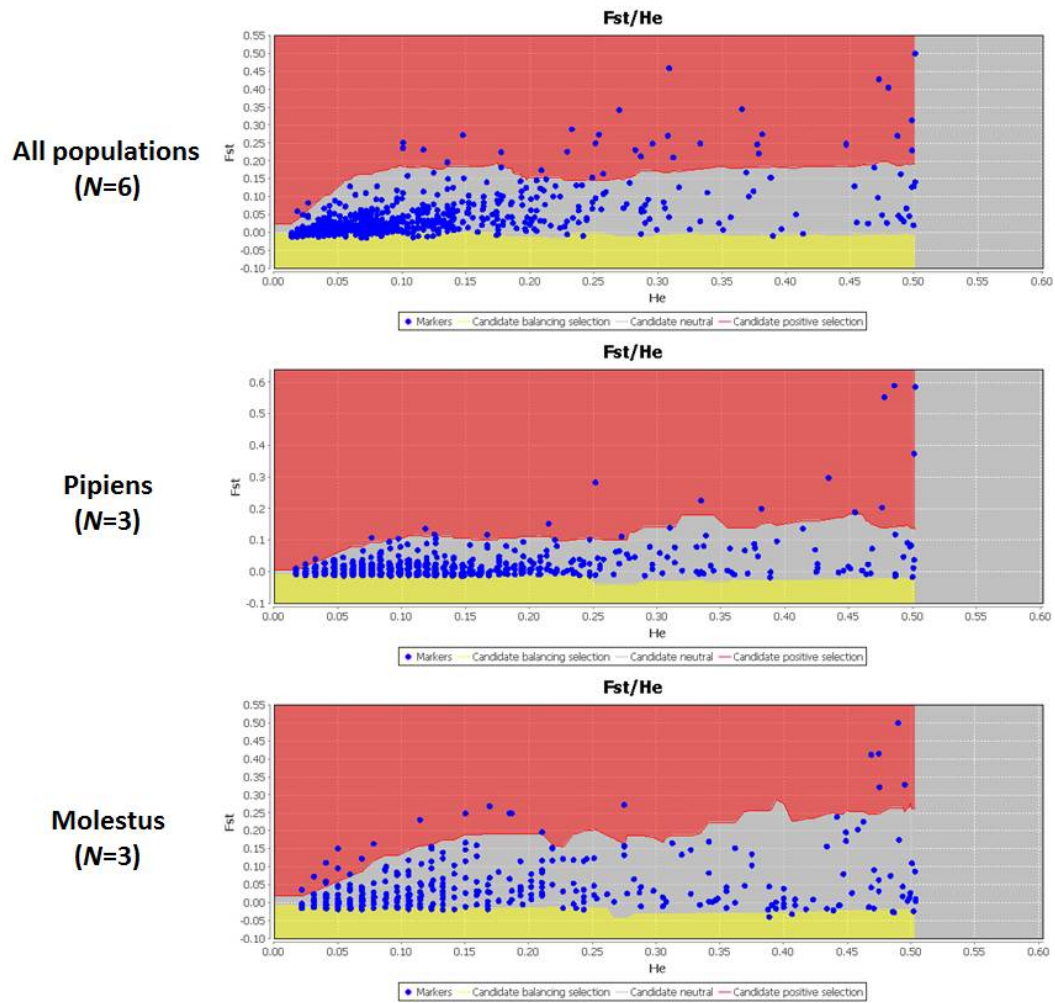 Fst/He
All populations
(N=6)
Fst
0.55
0.50
0.45
0.40
0.35
0.30
0.25
0.20
0.15
0.10
0.05
0.00
-0.05
-0.10
0.00 0.05 0.10 0.15 0.20 0.25 0.30 0.35 0.40 0.45 0.50 0.55 0.60
He
Markers Candidate balancing selection Candidate neutral Candidate positive selection
Fst/He
Pipiens
(N=3)
Fst
0.6
0.5
0.4
0.3
0.2
0.1
0.0
-0.1
0.00 0.05 0.10 0.15 0.20 0.25 0.30 0.35 0.40 0.45 0.50 0.55 0.60
He
Markers Candidate balancing selection Candidate neutral Candidate positive selection
Fst/He
Molestus
(N=3)
Fst
0.55
0.50
0.45
0.40
0.35
0.30
0.25
0.20
0.15
0.10
0.05
0.00
-0.05
-0.10
0.00 0.05 0.10 0.15 0.20 0.25 0.30 0.35 0.40 0.45 0.50 0.55 0.60
He
Markers Candidate balancing selection Candidate neutral Candidate positive selection